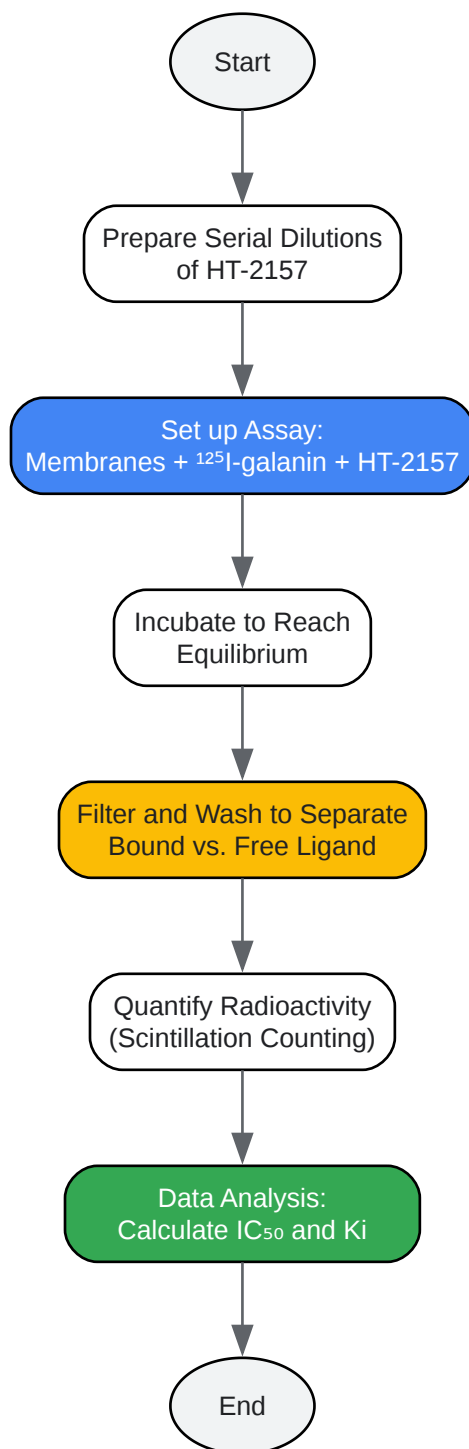 Start
Prepare Serial Dilutions
of HT-2157
Set up Assay:
Membranes + ¹²⁵I-galanin + HT-2157
Incubate to Reach
Equilibrium
Filter and Wash to Separate
Bound vs. Free Ligand
Quantify Radioactivity
(Scintillation Counting)
Data Analysis:
Calculate IC₅₀ and Ki
End